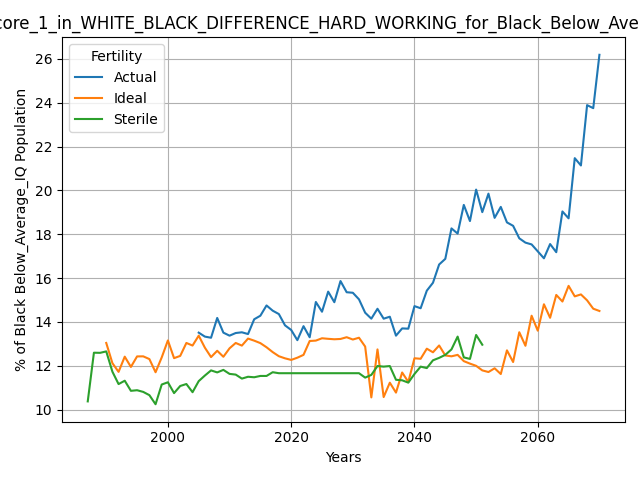 core_1_in_WHITE_BLACK_DIFFERENCE_HARD_WORKING_for_Black_Below_Ave
Fertility
Actual
Ideal
Sterile
% of Black Below_Average_IQ Population
26
24
22
20
18
16
14
12
10
2000
2020
2040
2060
Years